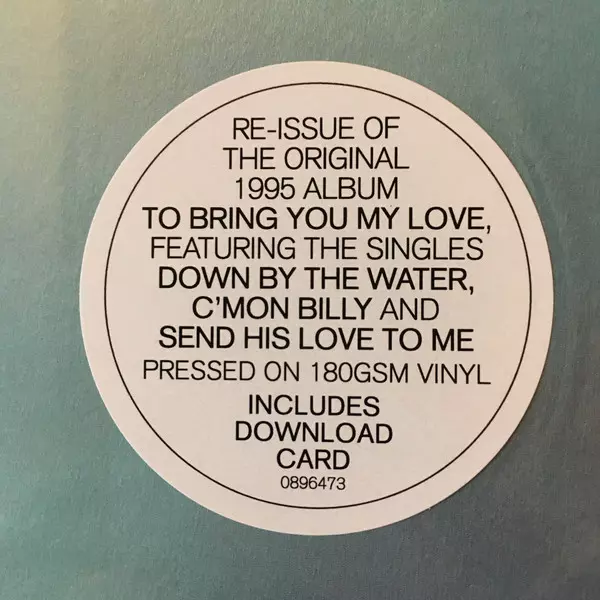 RE-ISSUE OF
THE ORIGINAL
1995 ALBUM
TO BRING YOU MY LOVE,
FEATURING THE SINGLES
DOWN BY THE WATER,
C'MON BILLY AND
SEND HIS LOVE TO ME
PRESSED ON 180GSM VINYL
INCLUDES
DOWNLOAD
CARD
0896473